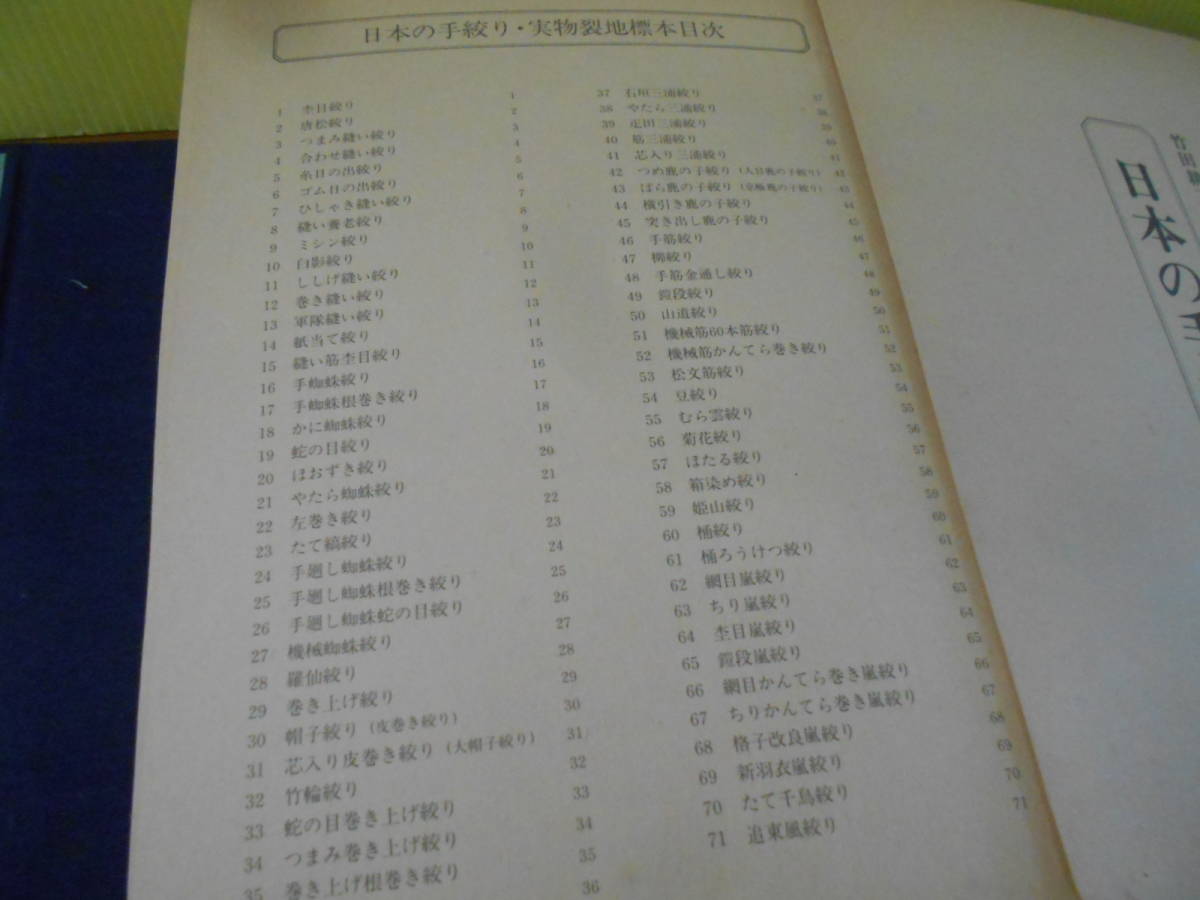 日本の手絞り・実物裂地標本目次
1 杢目絞り 1
2 唐松絞り 2
3 つまみ縫い絞り 3
4 合わせ縫い絞り 4
5 糸目の出絞り 5
6 ゴム目の出絞り 6
7 ひしゃき縫い絞り 7
8 縫い養老絞り 8
9 ミシン絞り 9
10 白影絞り 10
11 ししげ縫い絞り 11
12 巻き縫い絞り 12
13 軍隊縫い絞り 13
14 紙当て絞り 14
15 縫い筋杢目絞り 15
16 手蜘蛛絞り 16
17 手蜘蛛根巻き絞り 17
18 かに蜘蛛絞り 18
19 蛇の目絞り 19
20 ほおずき絞り 20
21 やたら蜘蛛絞り 21
22 左巻き絞り 22
23 たて縞絞り 23
24 手廻し蜘蛛絞り 24
25 手廻し蜘蛛根巻き絞り 25
26 手廻し蜘蛛蛇の目絞り 26
27 機械蜘蛛絞り 27
28 羅仙絞り 28
29 巻き上げ絞り 29
30 帽子絞り(皮巻き絞り) 30
31 芯入り皮巻き絞り(大帽子絞り) 31
32 竹輪絞り 32
33 蛇の目巻き上げ絞り 33
34 つまみ巻き上げ絞り 34
35 巻き上げ根巻き絞り 35
36
37 石垣三浦絞り 37
38 やたら三浦絞り 38
39 疋田三浦絞り 39
40 筋三浦絞り 40
41 芯入り三浦絞り 41
42 つめ鹿の子絞り(人目鹿の子絞り) 42
43 ばら鹿の子絞り(京極鹿の子絞り) 43
44 横引き鹿の子絞り 44
45 突き出し鹿の子絞り 45
46 手筋絞り 46
47 柳絞り 47
48 手筋金通し絞り 48
49 鎧段絞り 49
50 山道絞り 50
51 機械筋60本筋絞り 51
52 機械筋かんてら巻き絞り 52
53 松文筋絞り 53
54 豆絞り 54
55 むら雲絞り 55
56 菊花絞り 56
57 ほたる絞り 57
58 箱染め絞り 58
59 姫山絞り 59
60 桶絞り 60
61 桶ろうけつ絞り 61
62 網目嵐絞り 62
63 ちり嵐絞り 63
64 杢目嵐絞り 64
65 鎧段嵐絞り 65
66 網目かんてら巻き嵐絞り 66
67 ちりかんてら巻き嵐絞り 67
68 格子改良嵐絞り 68
69 新羽衣嵐絞り 69
70 たて千鳥絞り 70
71 追東風絞り 71
竹田
日本の手